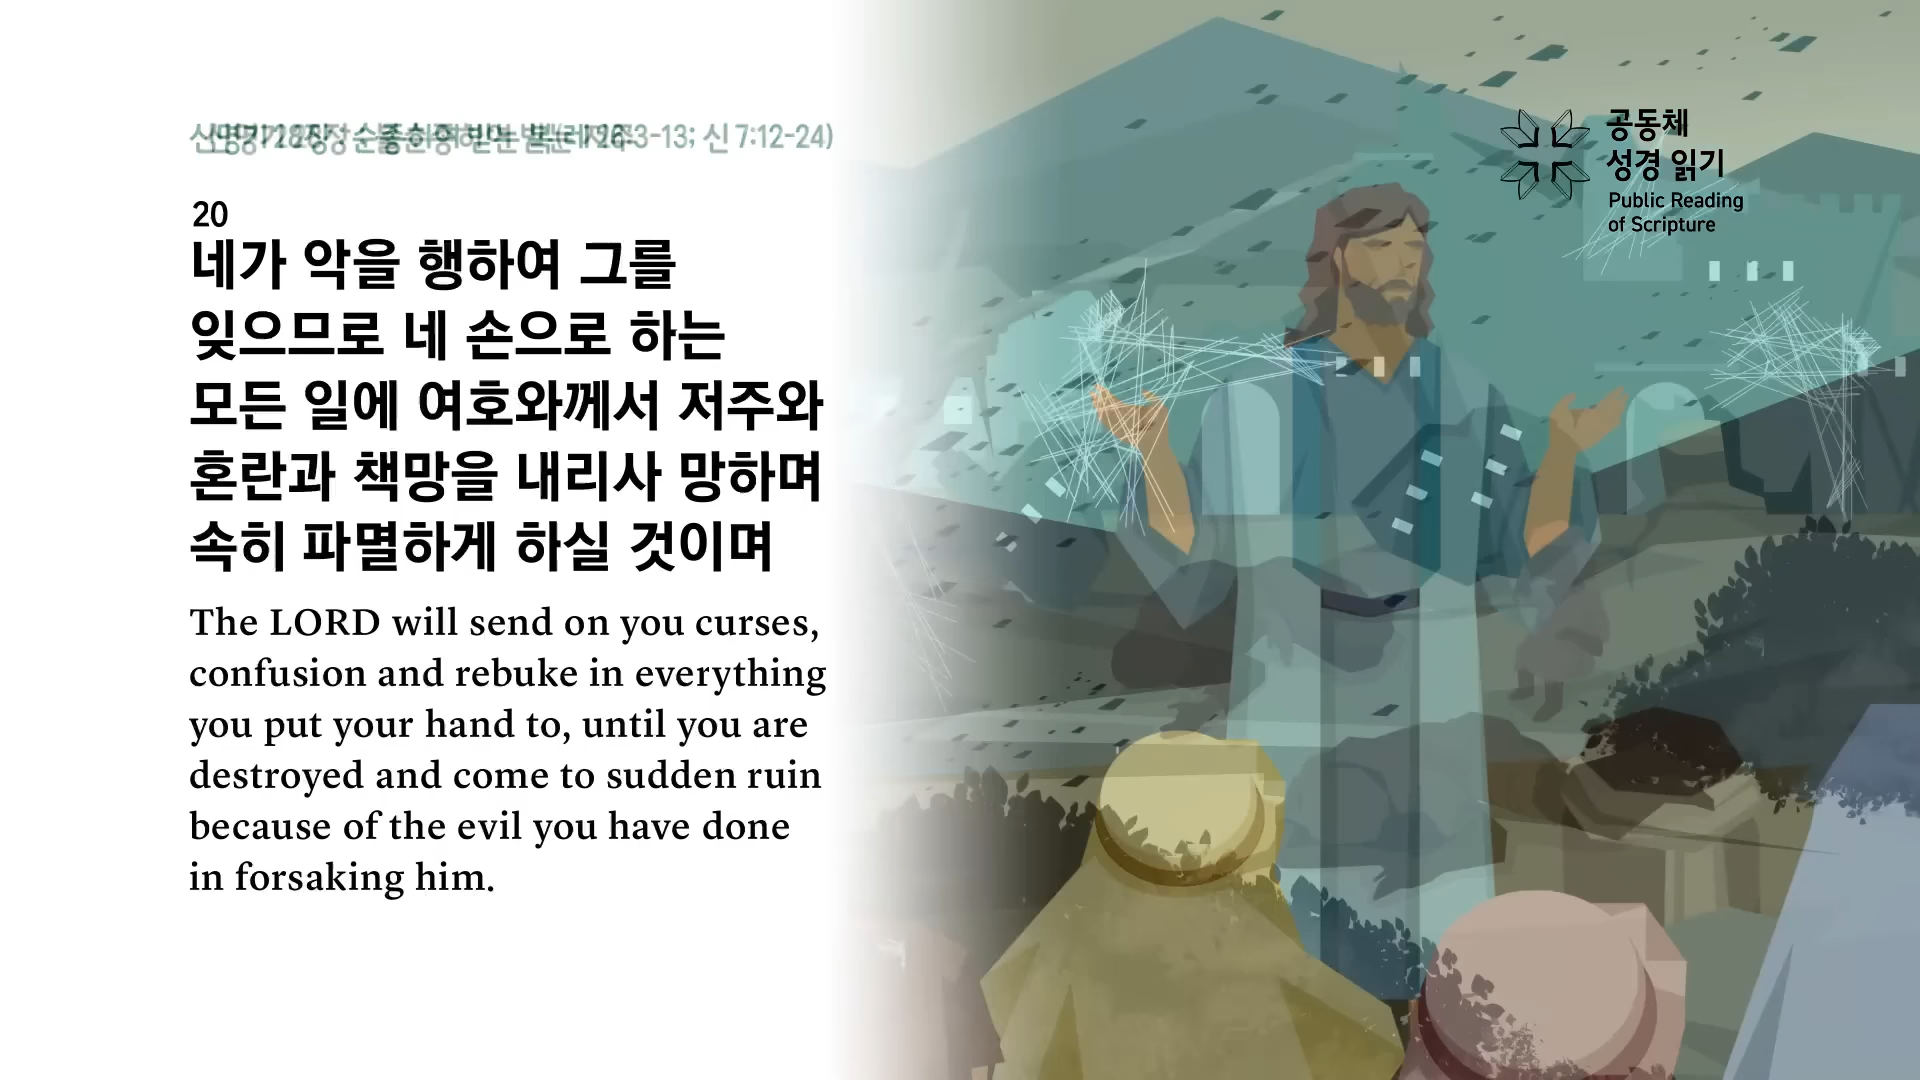 신 7:12-24)
공동체
성경 읽기
Public Reading
of Scripture
20
네가 악을 행하여 그를
잊으므로 네 손으로 하는
모든 일에 여호와께서 저주와
혼란과 책망을 내리사 망하며
속히 파멸하게 하실 것이며
The LORD will send on you curses,
confusion and rebuke in everything
you put your hand to, until you are
destroyed and come to sudden ruin
because of the evil you have done
in forsaking him.